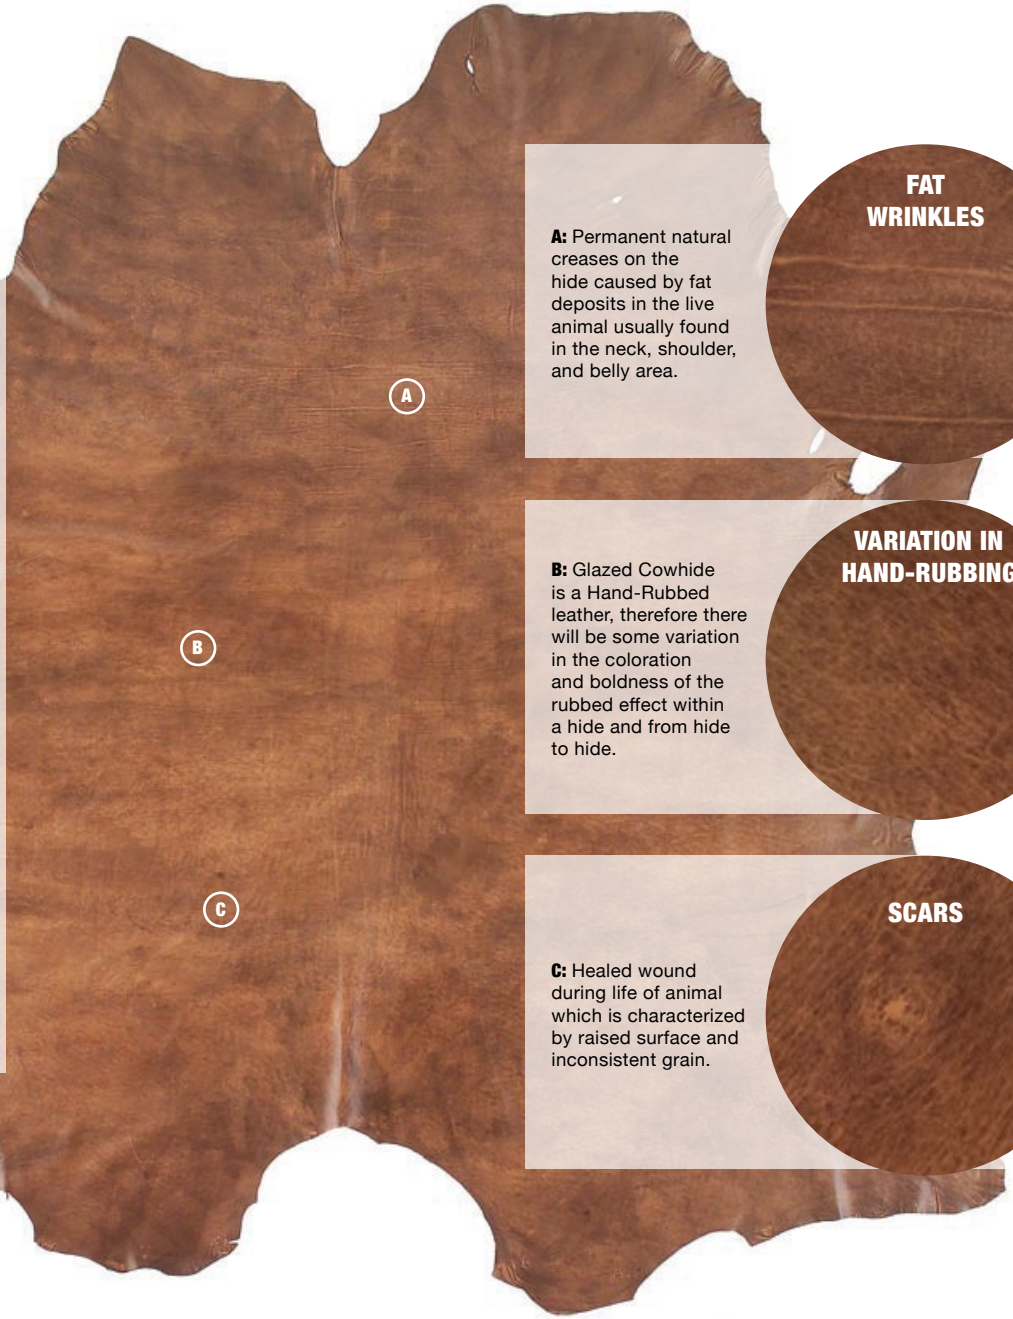 FAT
WRINKLES
A: Permanent natural
creases on the
hide caused by fat
deposits in the live
animal usually found
in the neck, shoulder,
and belly area.
A
VARIATION IN
HAND-RUBBING
B: Glazed Cowhide
is a Hand-Rubbed
leather, therefore there
will be some variation
in the coloration
and boldness of the
rubbed effect within
a hide and from hide
to hide.
B
SCARS
C: Healed wound
during life of animal
which is characterized
by raised surface and
inconsistent grain.
C